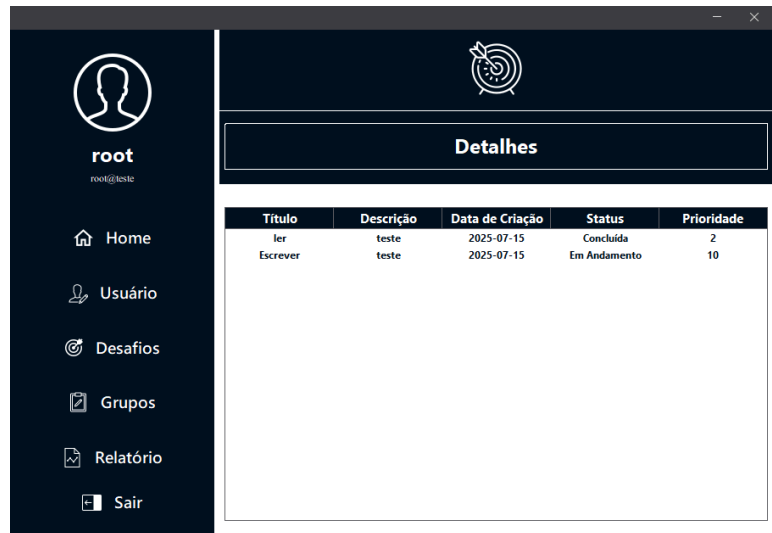 root
root@teste
Home
Usuário
Desafios
Grupos
Relatório
Sair
Detalhes
Título Descrição Data de Criação Status Prioridade
ler teste 2025-07-15 Concluída 2
Escrever teste 2025-07-15 Em Andamento 10